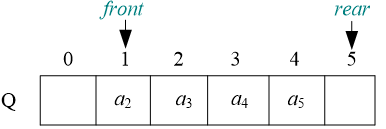 front rear
0 1 2 3 4 5
Q a₂ a₃ a₄ a₅